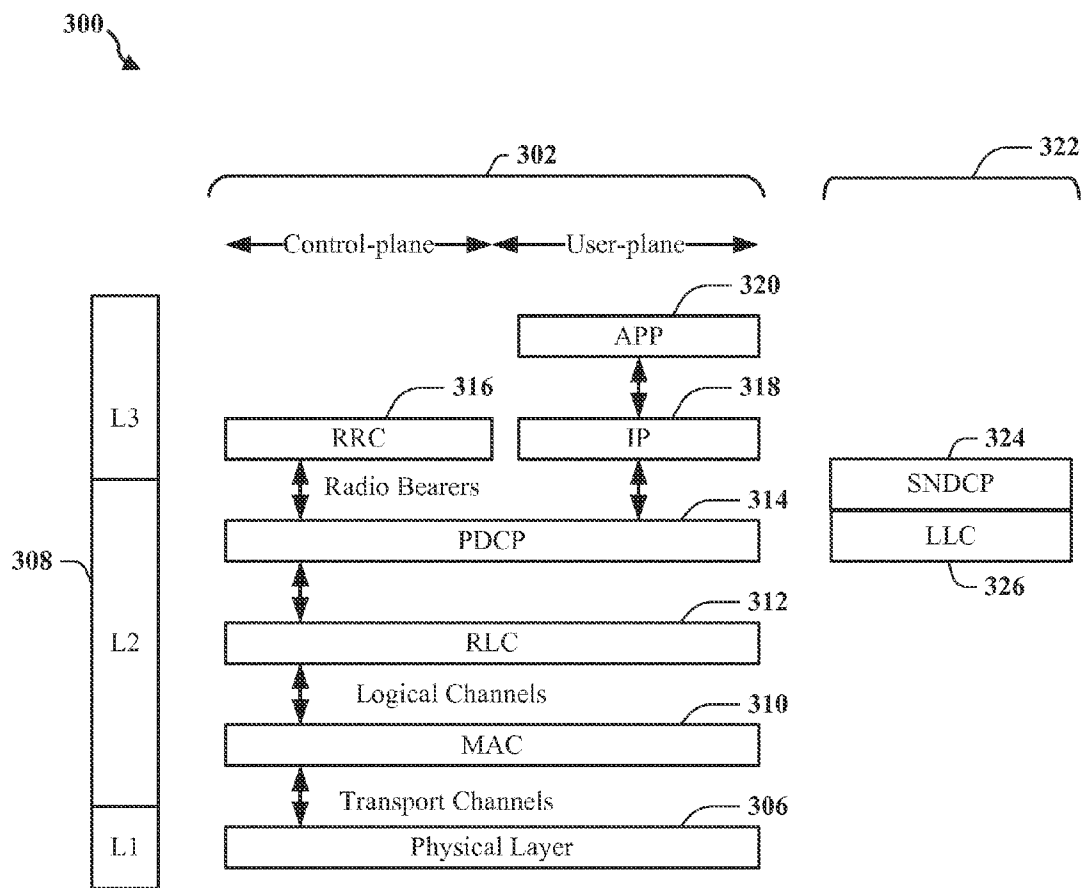 300
302
322
Control-plane User-plane
320
APP
316 318
L3 RRC IP
324
Radio Bearers SNDCP
314
PDCP LLC
308
326
312
L2 RLC
Logical Channels
310
MAC
Transport Channels
306
L1 Physical Layer